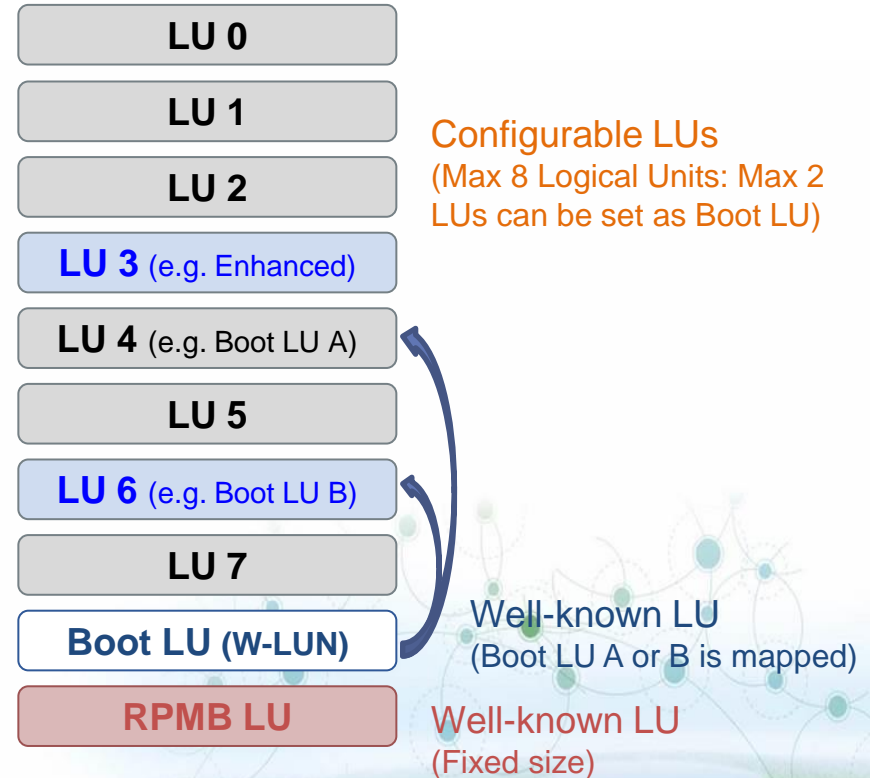 LU 0
LU 1
LU 2
LU 3 (e.g. Enhanced)
LU 4 (e.g. Boot LU A)
LU 5
LU 6 (e.g. Boot LU B)
LU 7
Boot LU (W-LUN)
RPMB LU
Configurable LUs
(Max 8 Logical Units: Max 2
LUs can be set as Boot LU)
Well-known LU
(Boot LU A or B is mapped)
Well-known LU
(Fixed size)